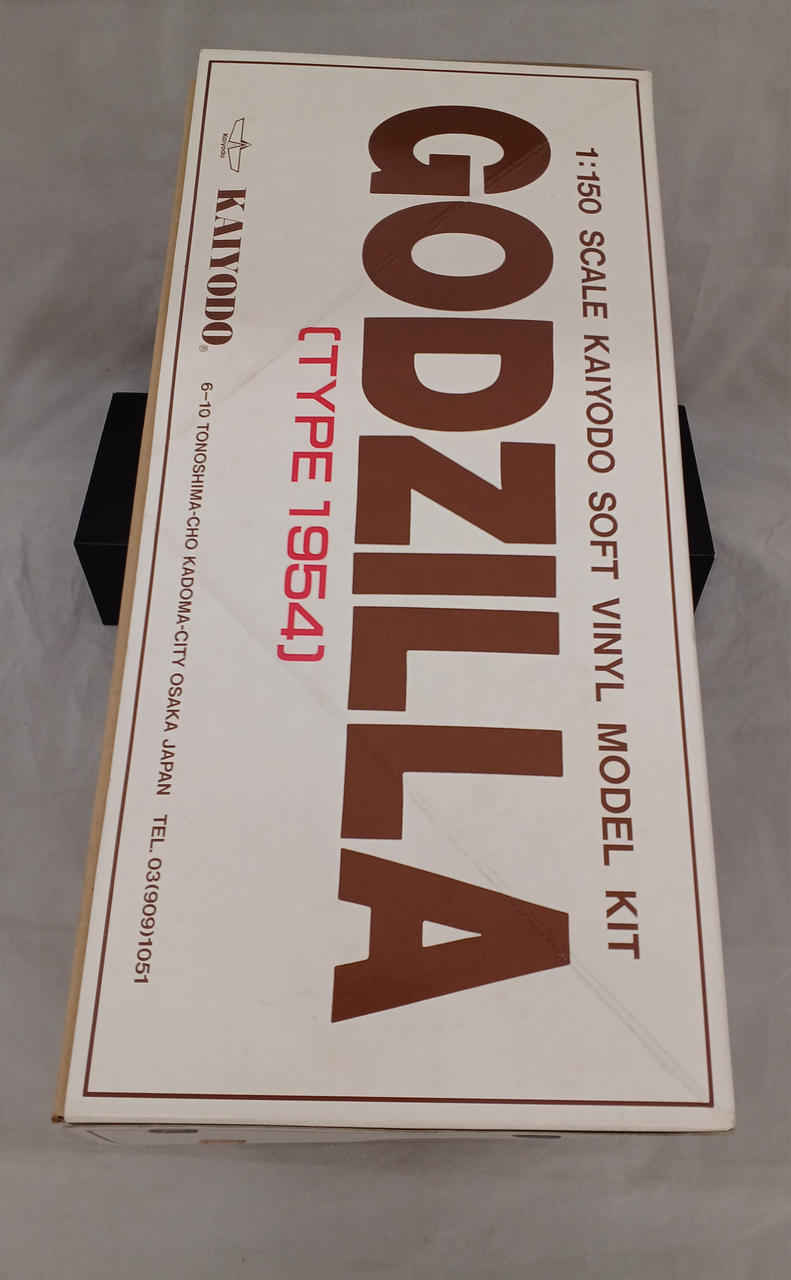 1:150 SCALE KAIYODO SOFT VINYL MODEL KIT
GODZILLA
(TYPE 1954)
Kaiyodo
KAIYODO®
6-10 TONOSHIMA-CHO KADOMA-CITY OSAKA JAPAN TEL. 03(909)1051